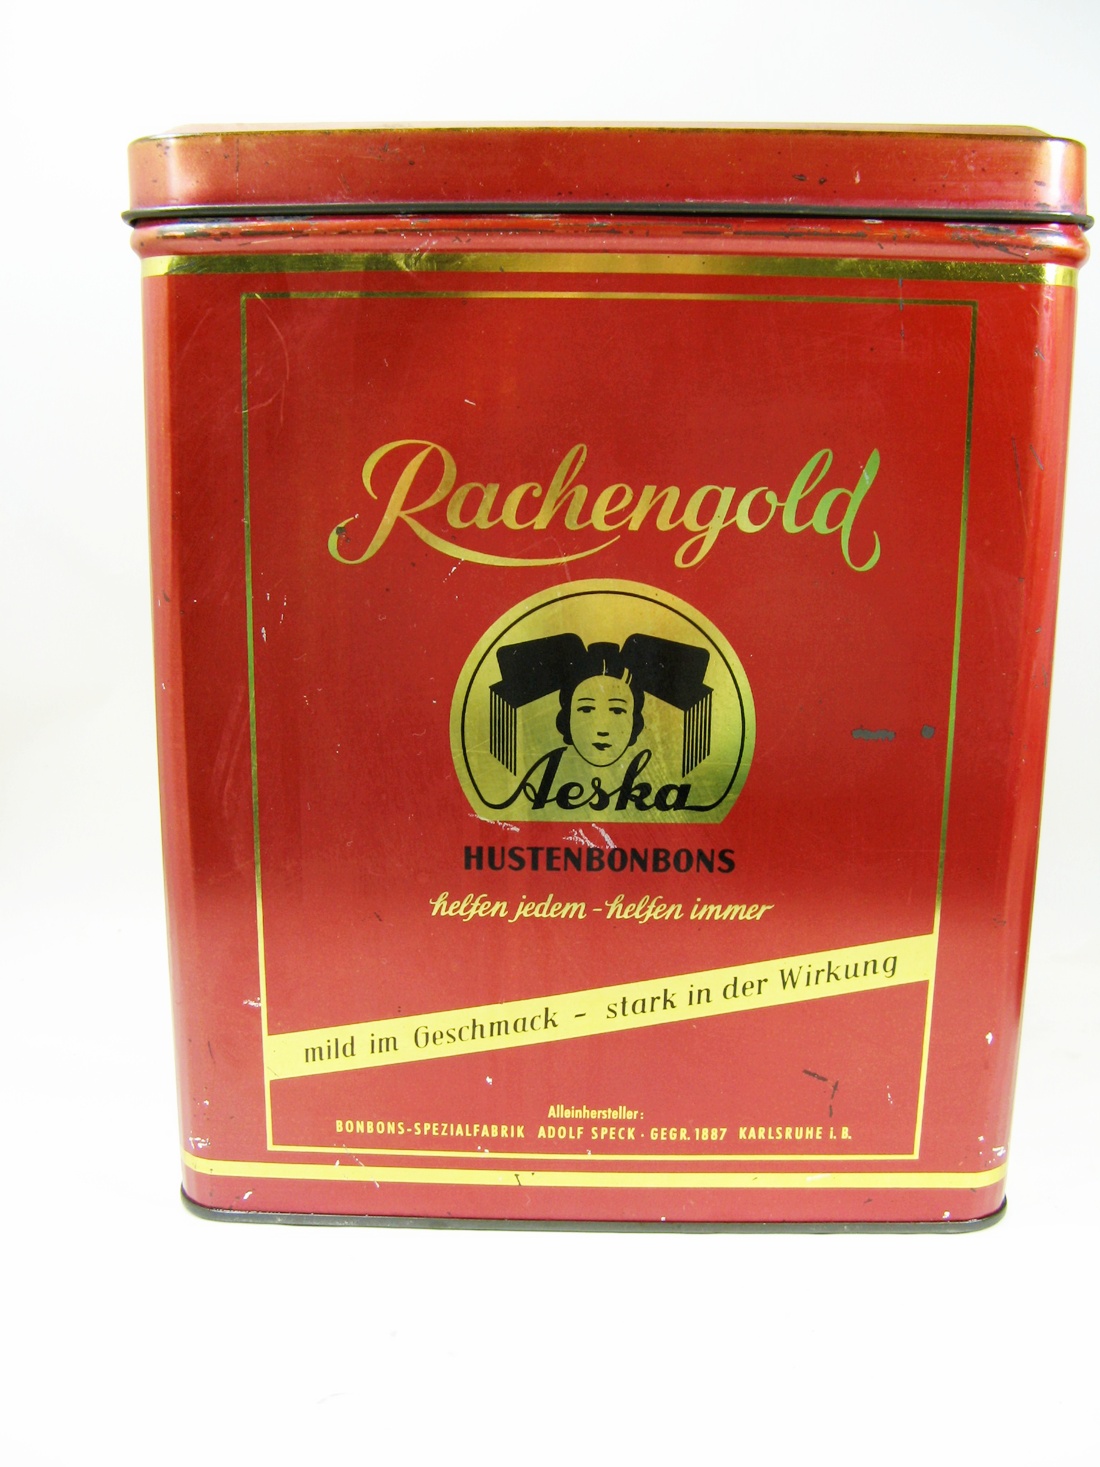 Rachengold
Aeska
HUSTENBONBONS
helfen jedem - helfen immer
mild im Geschmack - stark in der Wirkung
Alleinhersteller:
BONBONS-SPEZIALFABRIK ADOLF SPECK · GEGR. 1887 KARLSRUHE i. B.